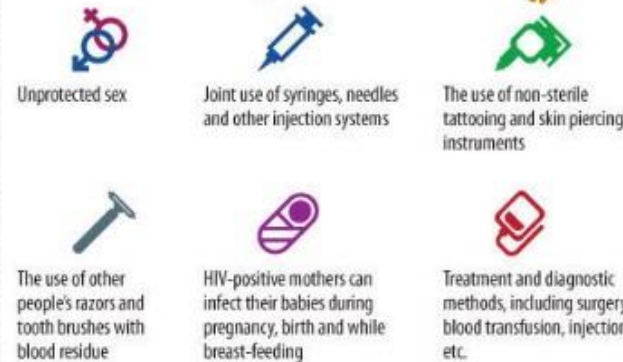 Unprotected sex
Joint use of syringes, needles
and other injection systems
The use of non-sterile
tattooing and skin piercing
instruments
The use of other
people's razors and
tooth brushes with
blood residue
HIV-positive mothers can
infect their babies during
pregnancy, birth and while
breast-feeding
Treatment and diagnostic
methods, including surgery
blood transfusion, injection
etc.